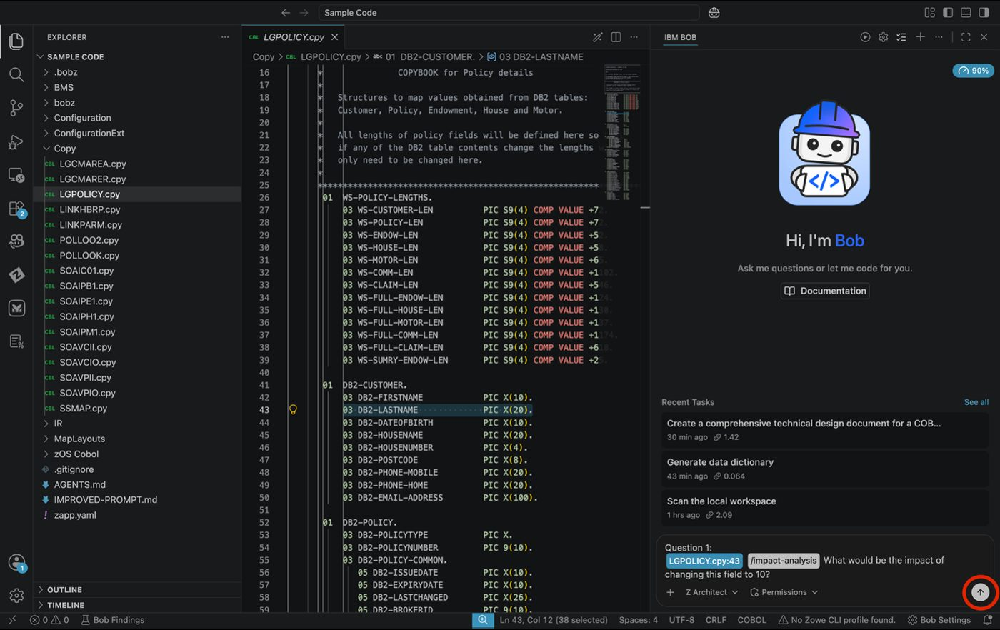 Sample Code
EXPLORER
SAMPLE CODE
.bobz
BMS
bobz
Configuration
ConfigurationExt
Copy
CBL LGCMAREA.cpy
CBL LGCMARER.cpy
CBL LGPOLICY.cpy
CBL LINKHBRP.cpy
CBL LINKPARM.cpy
CBL POLLOO2.cpy
CBL POLLOOK.cpy
CBL SOAIC01.cpy
CBL SOAIPB1.cpy
CBL SOAIPE1.cpy
CBL SOAIPH1.cpy
CBL SOAIPM1.cpy
CBL SOAVCII.cpy
CBL SOAVCIO.cpy
CBL SOAVPII.cpy
CBL SOAVPIO.cpy
CBL SSMAP.cpy
IR
MapLayouts
zOS Cobol
.gitignore
AGENTS.md
IMPROVED-PROMPT.md
! zapp.yaml
OUTLINE
TIMELINE
2
1
CBL LGPOLICY.cpy
Copy > CBL LGPOLICY.cpy > abc 01 DB2-CUSTOMER. > 03 DB2-LASTNAME
16 * COPYBOOK for Policy details
17 *
18 * Structures to map values obtained from DB2 tables:
19 * Customer, Policy, Endowment, House and Motor.
20 *
21 * All lengths of policy fields will be defined here so
22 * if any of the DB2 table contents change the lengths
23 * only need to be changed here.
24 *
25 ********************************************************
26 01 WS-POLICY-LENGTHS.
27 03 WS-CUSTOMER-LEN PIC S9(4) COMP VALUE +72.
28 03 WS-POLICY-LEN PIC S9(4) COMP VALUE +72.
29 03 WS-ENDOW-LEN PIC S9(4) COMP VALUE +52.
30 03 WS-HOUSE-LEN PIC S9(4) COMP VALUE +58.
31 03 WS-MOTOR-LEN PIC S9(4) COMP VALUE +65.
32 03 WS-COMM-LEN PIC S9(4) COMP VALUE +1102.
33 03 WS-CLAIM-LEN PIC S9(4) COMP VALUE +546.
34 03 WS-FULL-ENDOW-LEN PIC S9(4) COMP VALUE +124.
35 03 WS-FULL-HOUSE-LEN PIC S9(4) COMP VALUE +130.
36 03 WS-FULL-MOTOR-LEN PIC S9(4) COMP VALUE +137.
37 03 WS-FULL-COMM-LEN PIC S9(4) COMP VALUE +1174.
38 03 WS-FULL-CLAIM-LEN PIC S9(4) COMP VALUE +618.
39 03 WS-SUMRY-ENDOW-LEN PIC S9(4) COMP VALUE +25.
40
41 01 DB2-CUSTOMER.
42 03 DB2-FIRSTNAME PIC X(10).
43 03 DB2-LASTNAME PIC X(20).
44 03 DB2-DATEOFBIRTH PIC X(10).
45 03 DB2-HOUSENAME PIC X(20).
46 03 DB2-HOUSENUMBER PIC X(4).
47 03 DB2-POSTCODE PIC X(8).
48 03 DB2-PHONE-MOBILE PIC X(20).
49 03 DB2-PHONE-HOME PIC X(20).
50 03 DB2-EMAIL-ADDRESS PIC X(100).
51
52 01 DB2-POLICY.
53 03 DB2-POLICYTYPE PIC X.
54 03 DB2-POLICYNUMBER PIC 9(10).
55 03 DB2-POLICY-COMMON.
56 05 DB2-ISSUEDATE PIC X(10).
57 05 DB2-EXPIRYDATE PIC X(10).
58 05 DB2-LASTCHANGED PIC X(26).
59 05 DB2-BROKERID PIC 9(10).
IBM BOB
90%
</>
Hi, I'm Bob
Ask me questions or let me code for you.
Documentation
Recent Tasks
See all
Create a comprehensive technical design document for a COB...
30 min ago 1.42
Generate data dictionary
43 min ago 0.064
Scan the local workspace
1 hrs ago 2.09
Question 1:
LGPOLICY.cpy:43 /impact-analysis What would be the impact of
changing this field to 10?
Z Architect
Permissions
0 0 Bob Findings
Ln 43, Col 12 (38 selected) Spaces: 4 UTF-8 CRLF COBOL No Zowe CLI profile found. Bob Settings